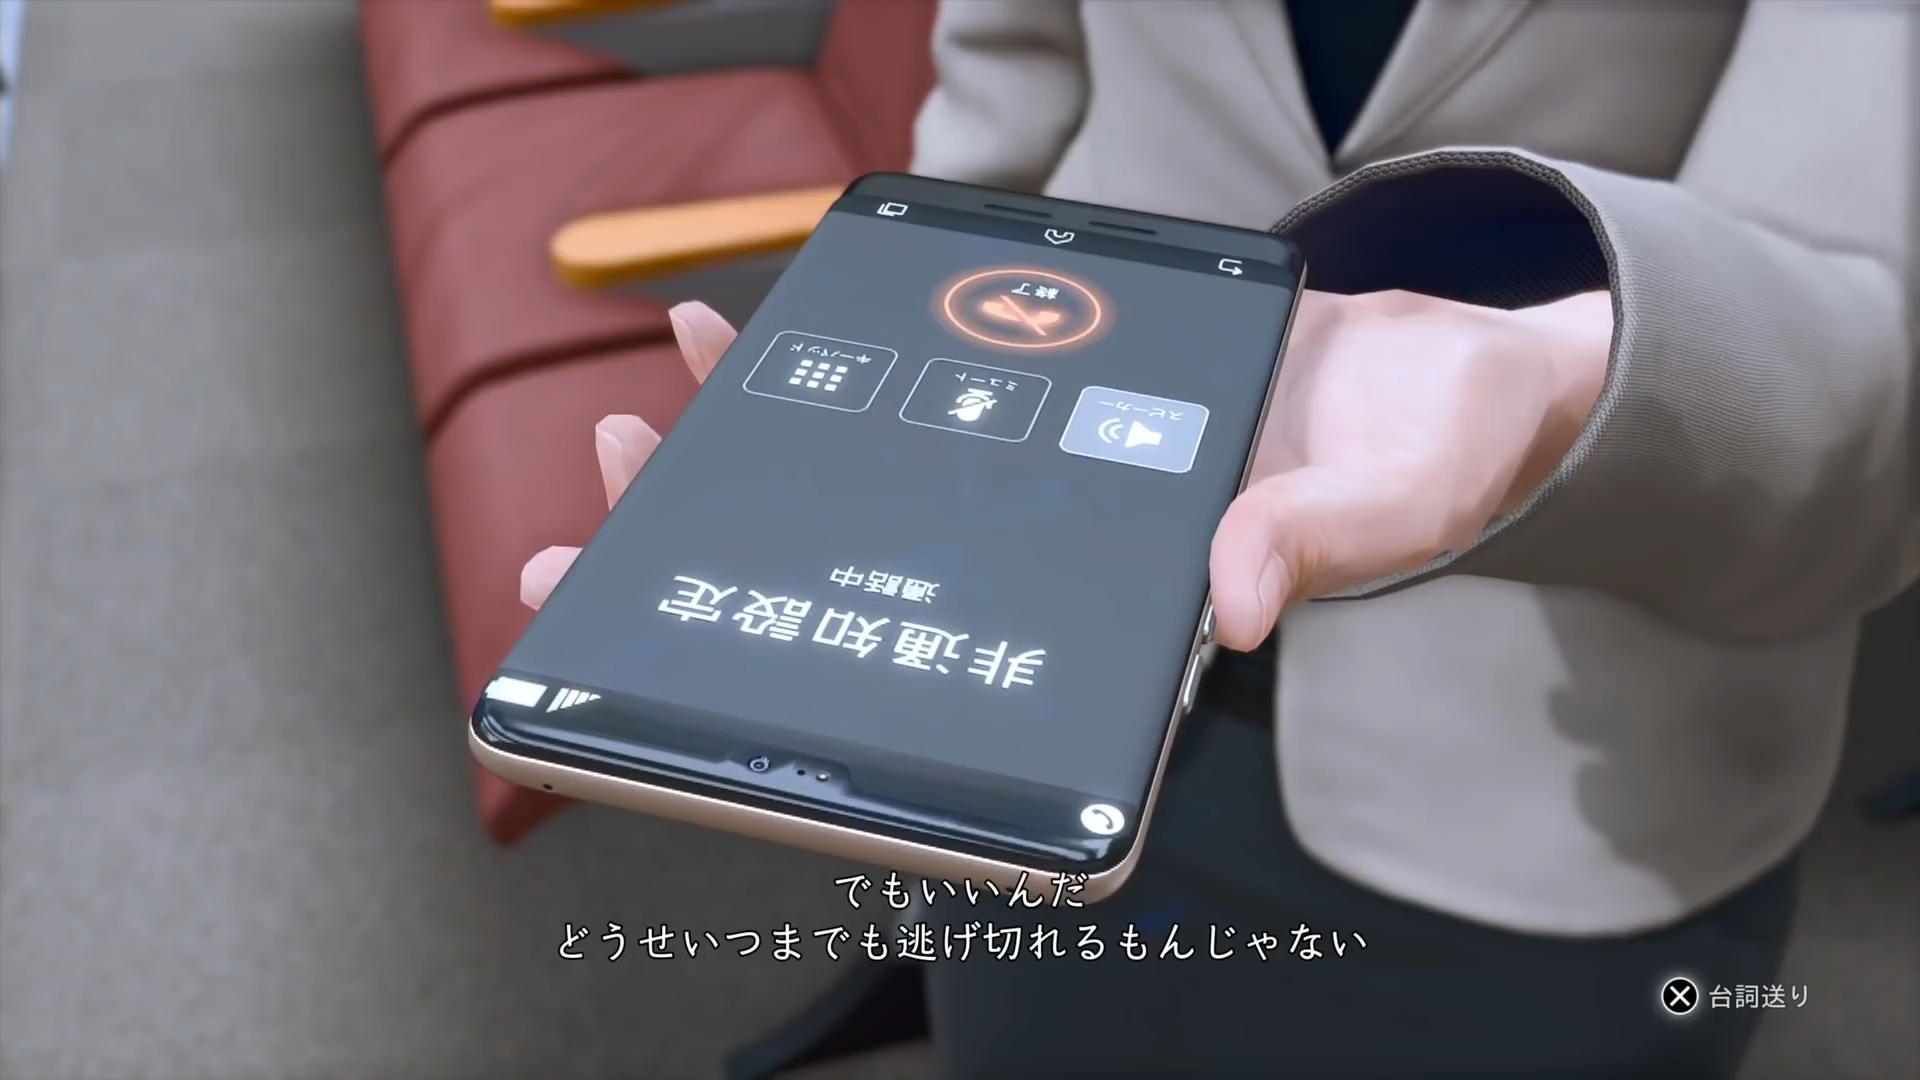 終了
キーパッド
ミュート
スピーカー
通話中
非通知設定
でもいいんだ
どうせいつまでも逃げ切れるもんじゃない
台詞送り